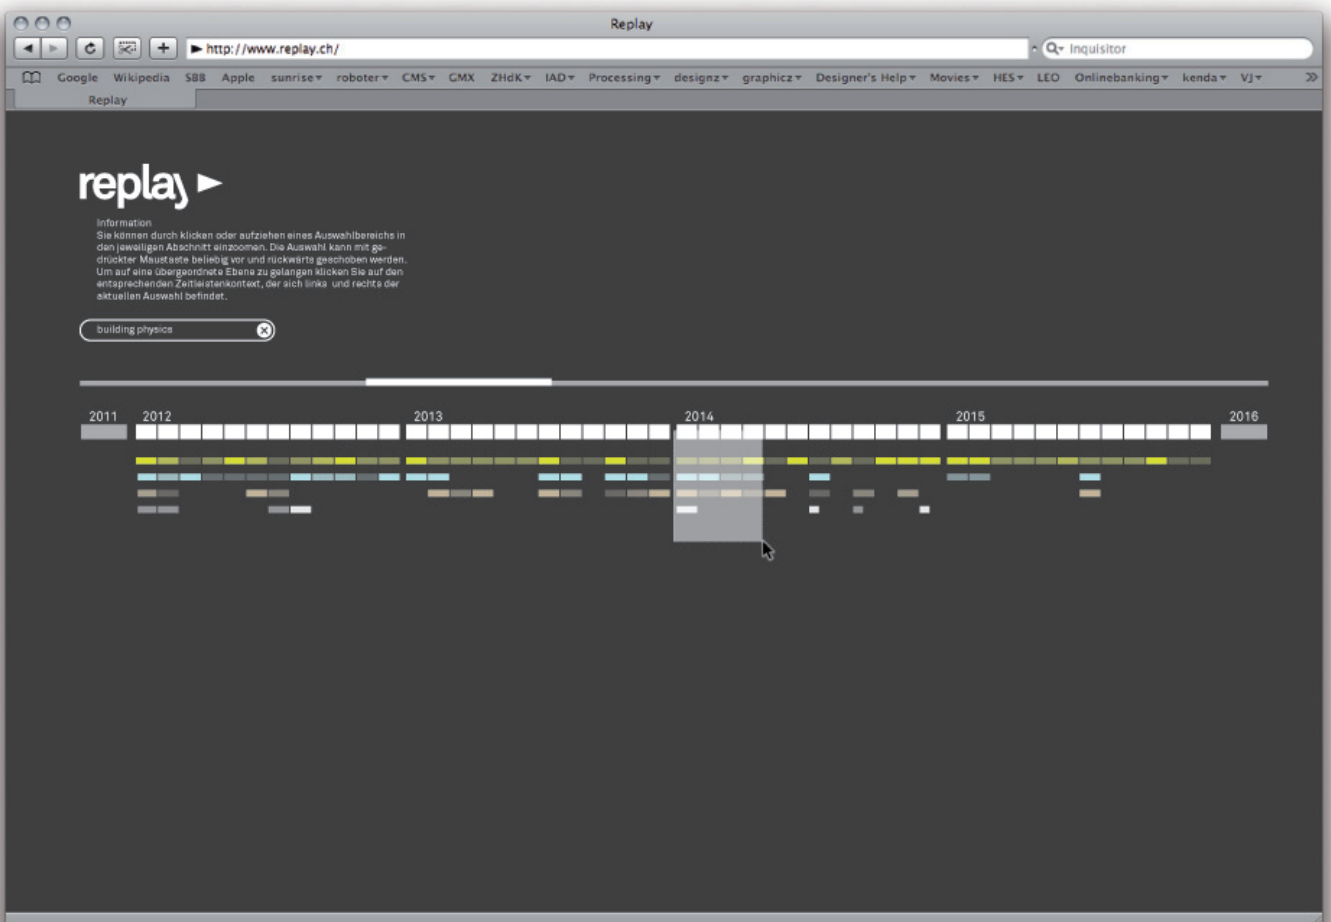 Replay
http://www.replay.ch/
Inquisitor
Google Wikipedia SBB Apple sunrise roboter CMS GMX ZHdK IAD Processing designz graphicz Designer's Help Movies HES LEO Onlinebanking kenda VJ
Replay
replay
Information
Sie können durch klicken oder aufziehen eines Auswahlbereichs in
den jeweiligen Abschnitt einzoomen. Die Auswahl kann mit ge-
drückter Maustaste beliebig vor und rückwärts geschoben werden.
Um auf eine übergeordnete Ebene zu gelangen klicken Sie auf den
entsprechenden Zeitleistenkontext, der sich links und rechts der
aktuellen Auswahl befindet.
building physics
2011 2012 2013 2014 2015 2016